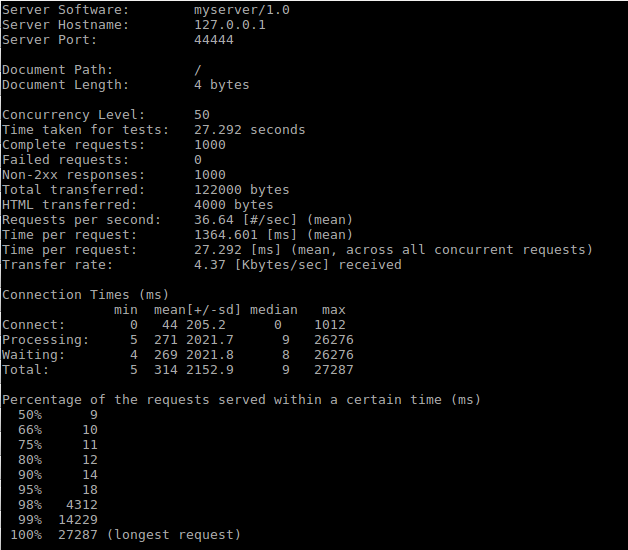 Server Software:        myserver/1.0
Server Hostname:        127.0.0.1
Server Port:            44444

Document Path:          /
Document Length:        4 bytes

Concurrency Level:      50
Time taken for tests:   27.292 seconds
Complete requests:      1000
Failed requests:        0
Non-2xx responses:      1000
Total transferred:      122000 bytes
HTML transferred:       4000 bytes
Requests per second:    36.64 [#/sec] (mean)
Time per request:       1364.601 [ms] (mean)
Time per request:       27.292 [ms] (mean, across all concurrent requests)
Transfer rate:          4.37 [Kbytes/sec] received

Connection Times (ms)
              min  mean[+/-sd] median   max
Connect:        0   44 205.2      0    1012
Processing:     5  271 2021.7      9   26276
Waiting:        4  269 2021.8      8   26276
Total:          5  314 2152.9      9   27287

Percentage of the requests served within a certain time (ms)
  50%      9
  66%     10
  75%     11
  80%     12
  90%     14
  95%     18
  98%   4312
  99%  14229
 100%  27287 (longest request)